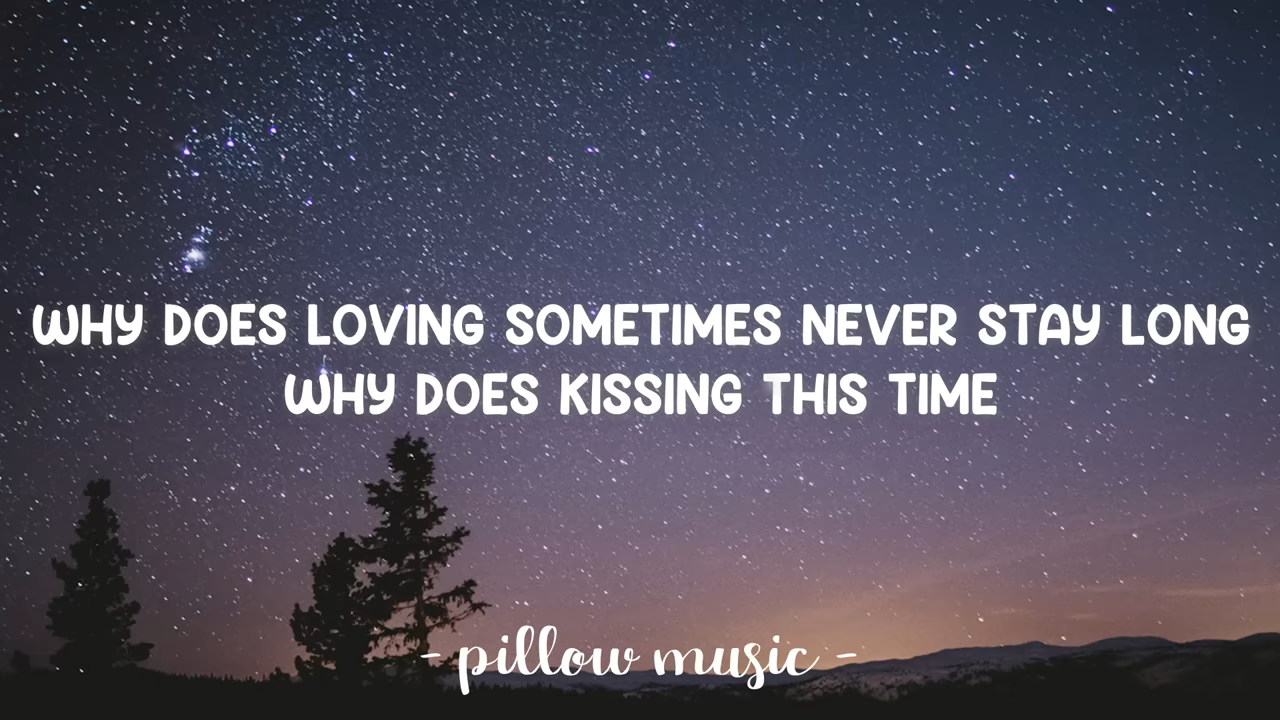 WHY DOES LOVING SOMETIMES NEVER STAY LONG
WHY DOES KISSING THIS TIME
- pillow music -